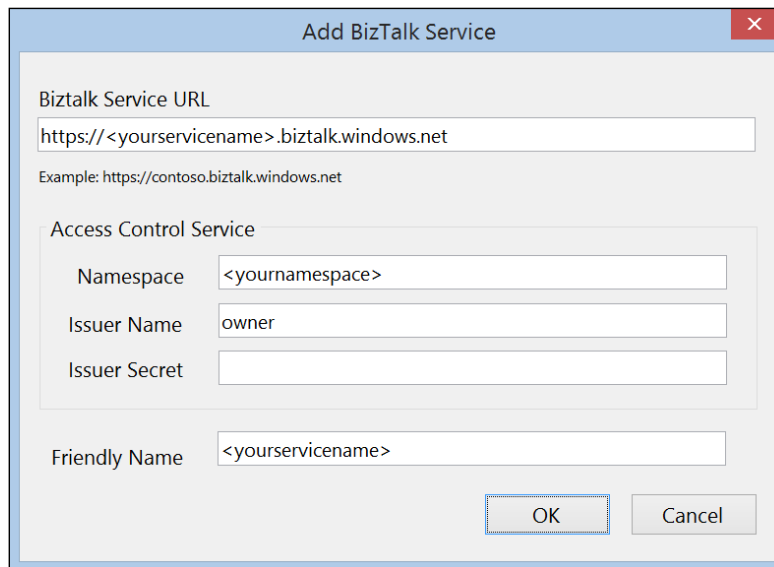 Add BizTalk Service
Biztalk Service URL
https://<yourservicename>.biztalk.windows.net
Example: https://contoso.biztalk.windows.net
Access Control Service
Namespace <yournamespace>
Issuer Name owner
Issuer Secret
Friendly Name <yourservicename>
OK Cancel